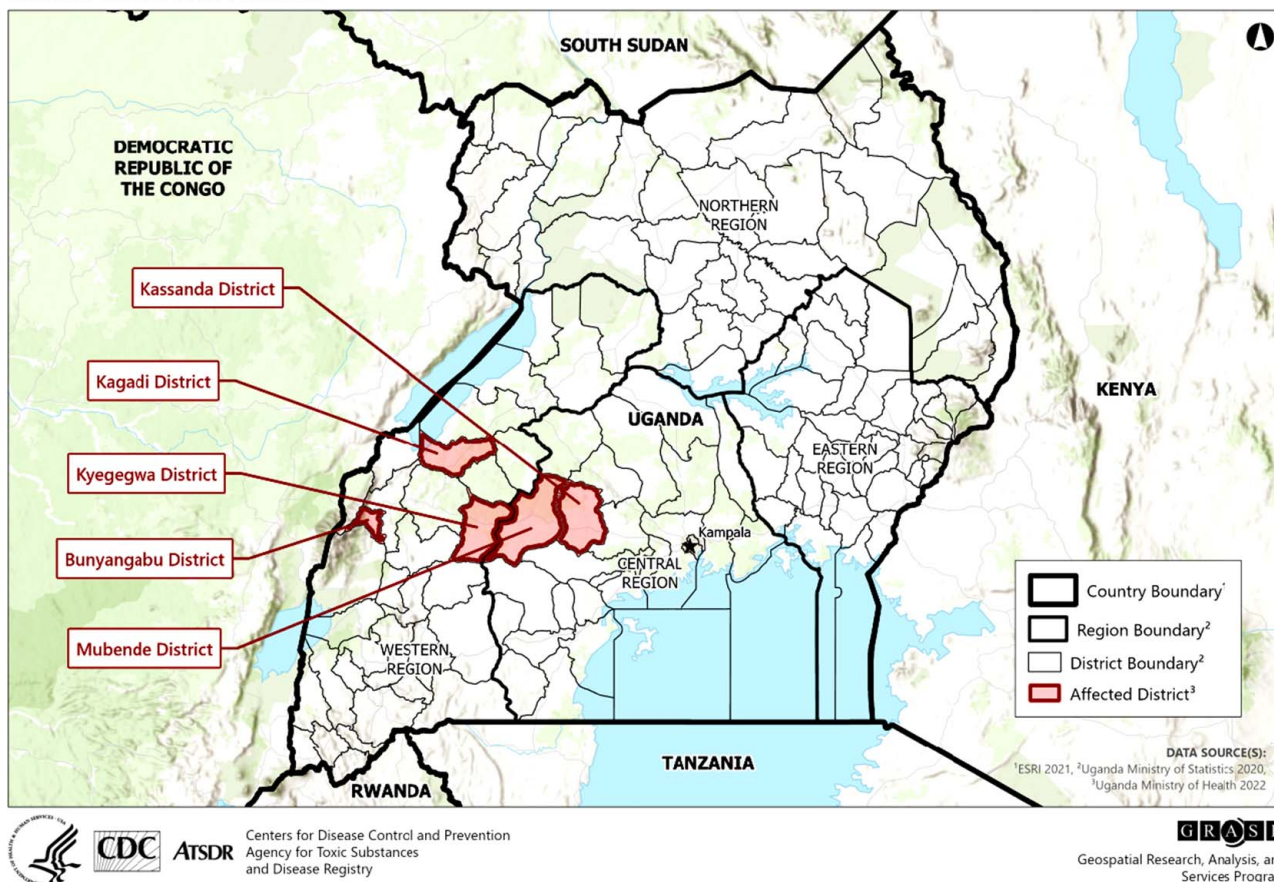 SOUTH SUDAN
DEMOCRATIC
REPUBLIC OF
THE CONGO
NORTHERN
REGION
Kassanda District
Kagadi District
KENYA
UGANDA
EASTERN
REGION
Kyegegwa District
Kampala
Bunyangabu District
CENTRAL
REGION
Mubende District
WESTERN
REGION
Country Boundary¹
Region Boundary²
District Boundary²
Affected District³
TANZANIA
RWANDA
DATA SOURCE(S):
¹ESRI 2021, ²Uganda Ministry of Statistics 2020,
³Uganda Ministry of Health 2022
CDC
ATSDR
Centers for Disease Control and Prevention
Agency for Toxic Substances
and Disease Registry
Geospatial Research, Analysis,
Services